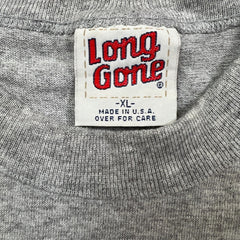 Long
Gone®
-XL-
MADE IN U.S.A.
OVER FOR CARE